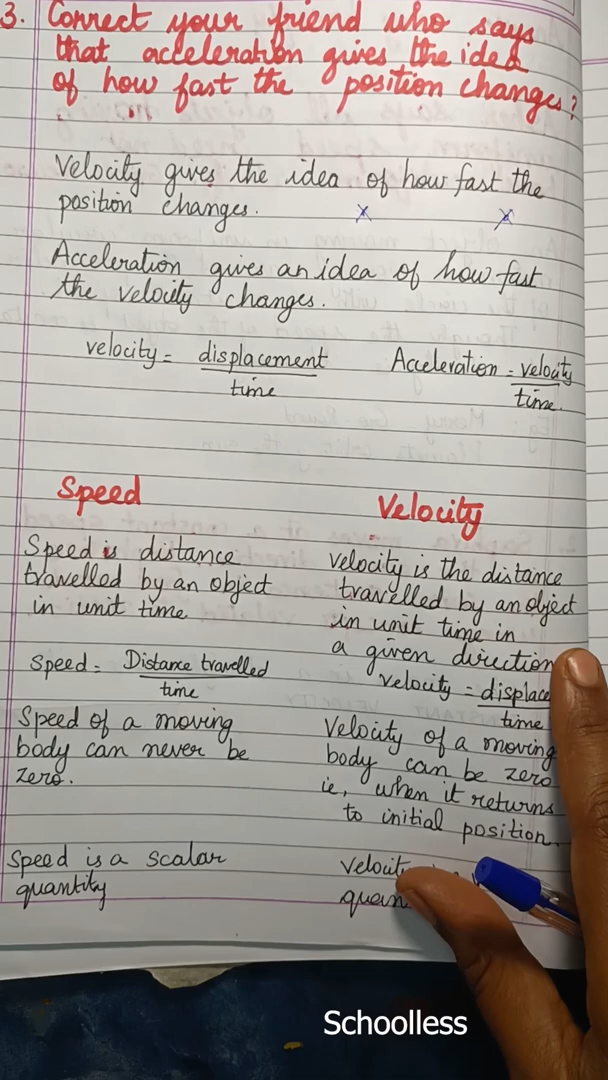 3. Correct your friend who says
that acceleration gives the idea
of how fast the position changes?
Velocity gives the idea of how fast the
position changes.
Acceleration gives an idea of how fast
the velocity changes.
velocity = displacement
time
Acceleration = velocity
time.
Speed
Speed is distance
travelled by an object
in unit time
Speed = Distance travelled
time
Speed of a moving
body can never be
zero.
Speed is a scalar
quantity
Velocity
velocity is the distance
travelled by an object
in unit time in
a given direction
velocity = displace
time
Velocity of a moving
body can be zero
ie, when it returns
to initial position.
Schoolless